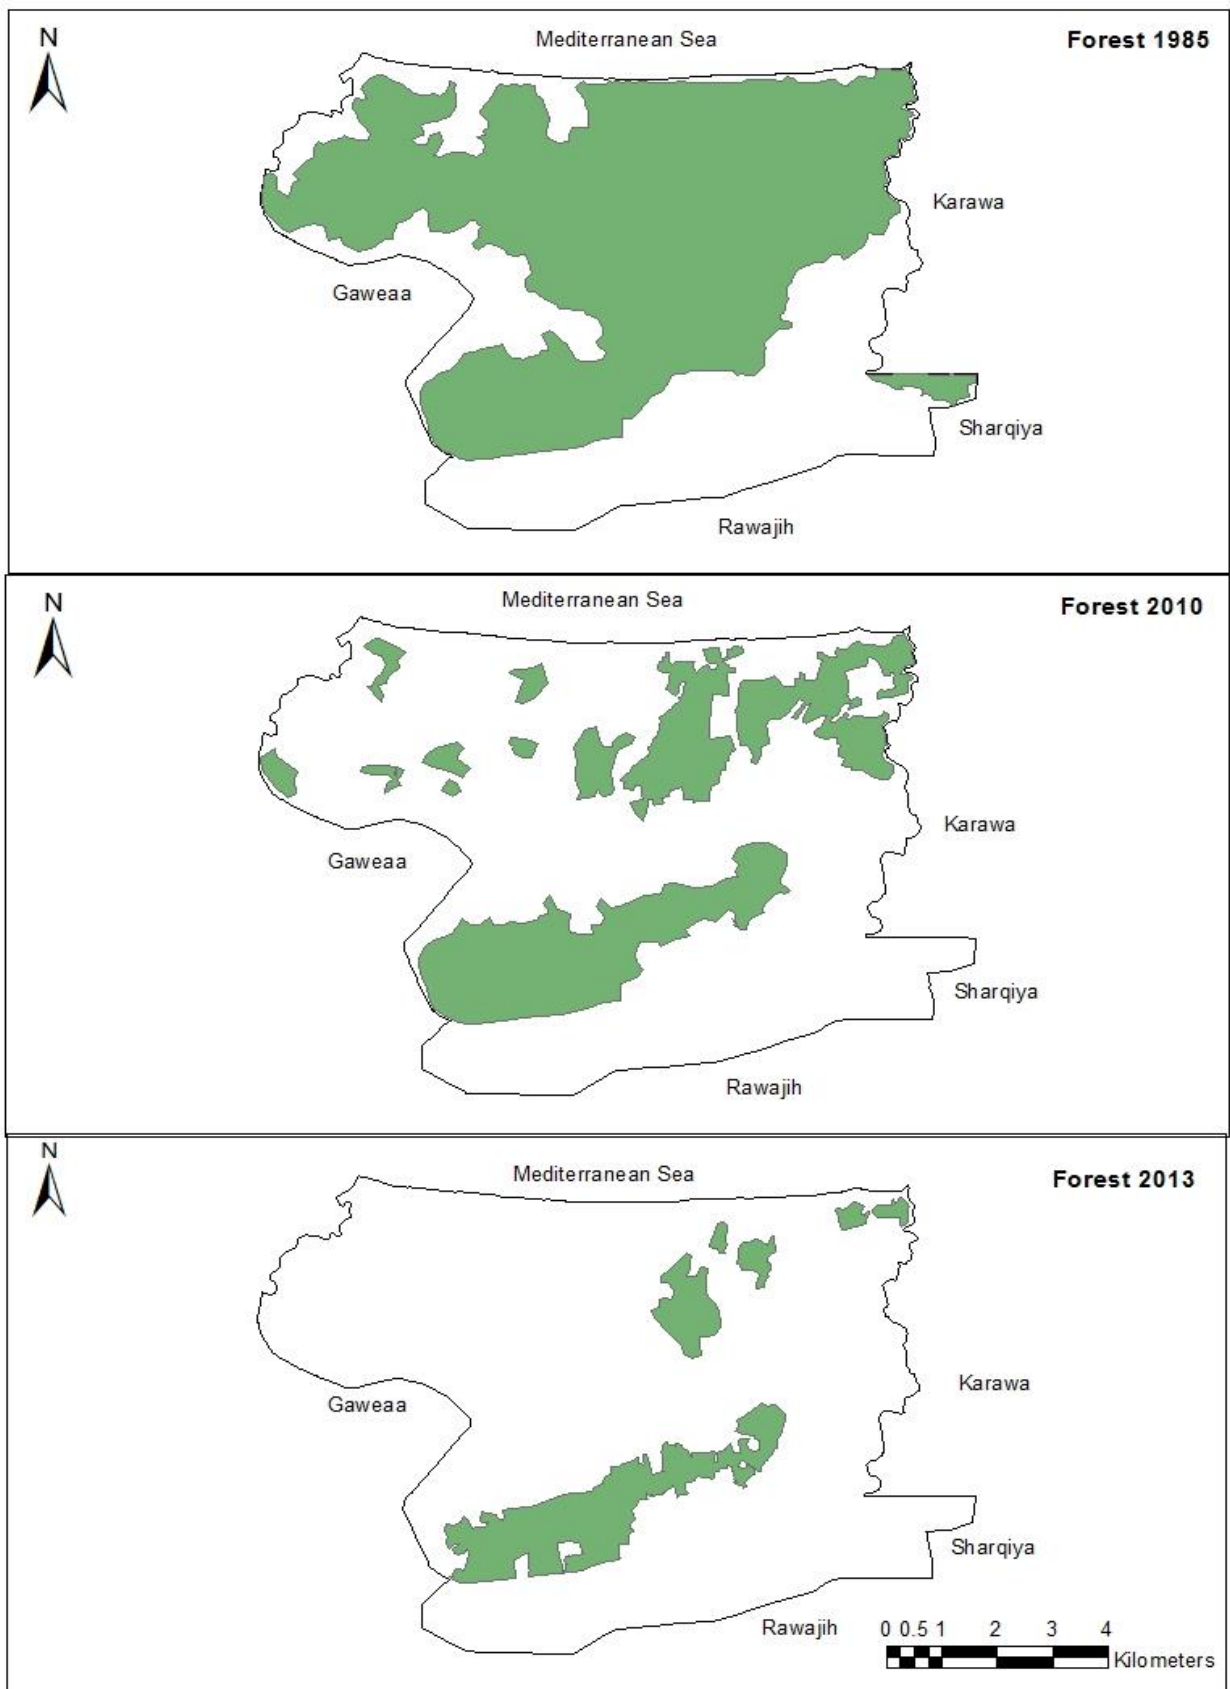 N
Mediterranean Sea
Forest 1985
Karawa
Gaweaa
Sharqiya
Rawajih
N
Mediterranean Sea
Forest 2010
Karawa
Gaweaa
Sharqiya
Rawajih
N
Mediterranean Sea
Forest 2013
Karawa
Gaweaa
Sharqiya
Rawajih
0 0.5 1 2 3 4
Kilometers